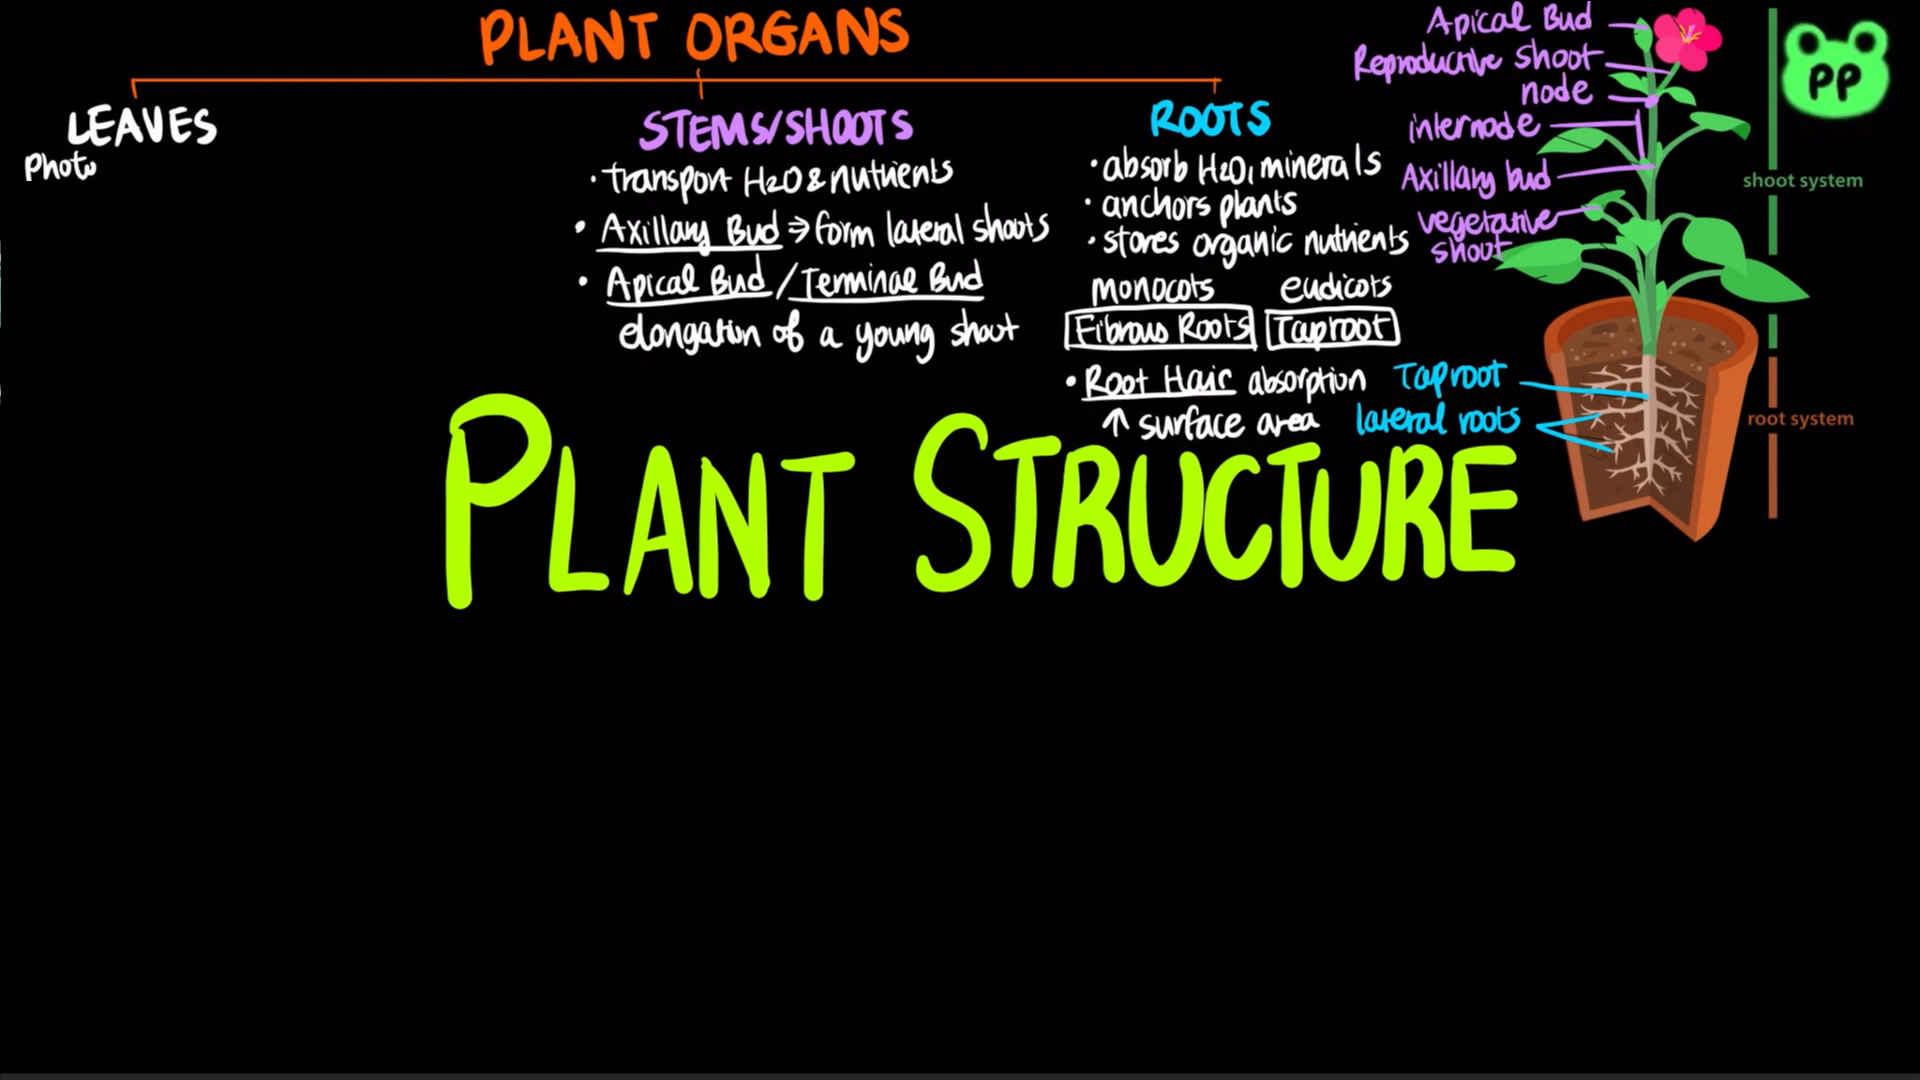 PLANT ORGANS
LEAVES
Photo
STEMS/SHOOTS
• transport H2O & nutrients
• Axillary Bud ⇒ form lateral shoots
• Apical Bud / Terminal Bud
elongation of a young shoot
ROOTS
• absorb H2O, minerals
• anchors plants
• stores organic nutrients
monocots eudicots
Fibrous Roots Taproot
• Root Hair absorption
↑ surface area
Apical Bud
Reproductive shoot
node
internode
Axillary bud
vegetative
shoot
Taproot
lateral roots
shoot system
root system
PP
PLANT STRUCTURE